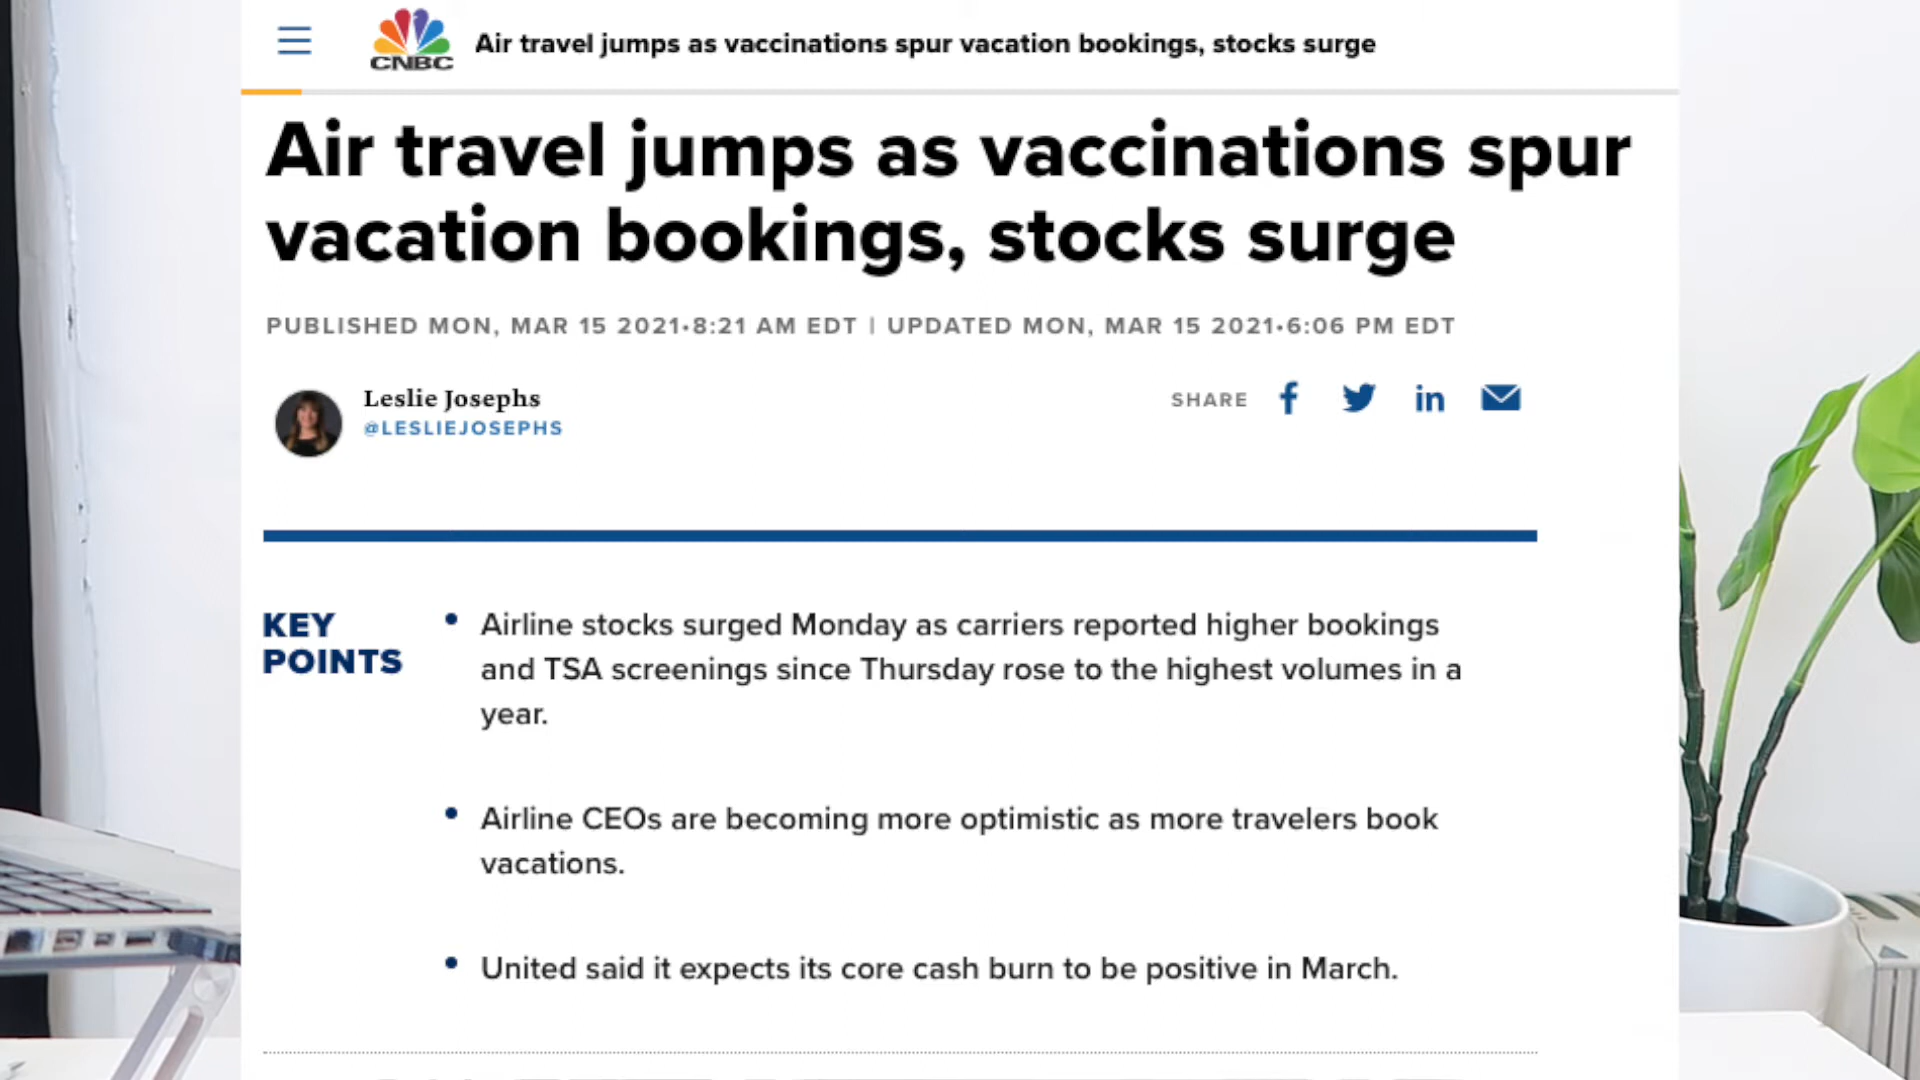 CNBC
Air travel jumps as vaccinations spur vacation bookings, stocks surge
Air travel jumps as vaccinations spur
vacation bookings, stocks surge
PUBLISHED MON, MAR 15 2021•8:21 AM EDT | UPDATED MON, MAR 15 2021•6:06 PM EDT
Leslie Josephs
@LESLIEJOSEPHS
SHARE
KEY
POINTS
• Airline stocks surged Monday as carriers reported higher bookings
and TSA screenings since Thursday rose to the highest volumes in a
year.
• Airline CEOs are becoming more optimistic as more travelers book
vacations.
• United said it expects its core cash burn to be positive in March.